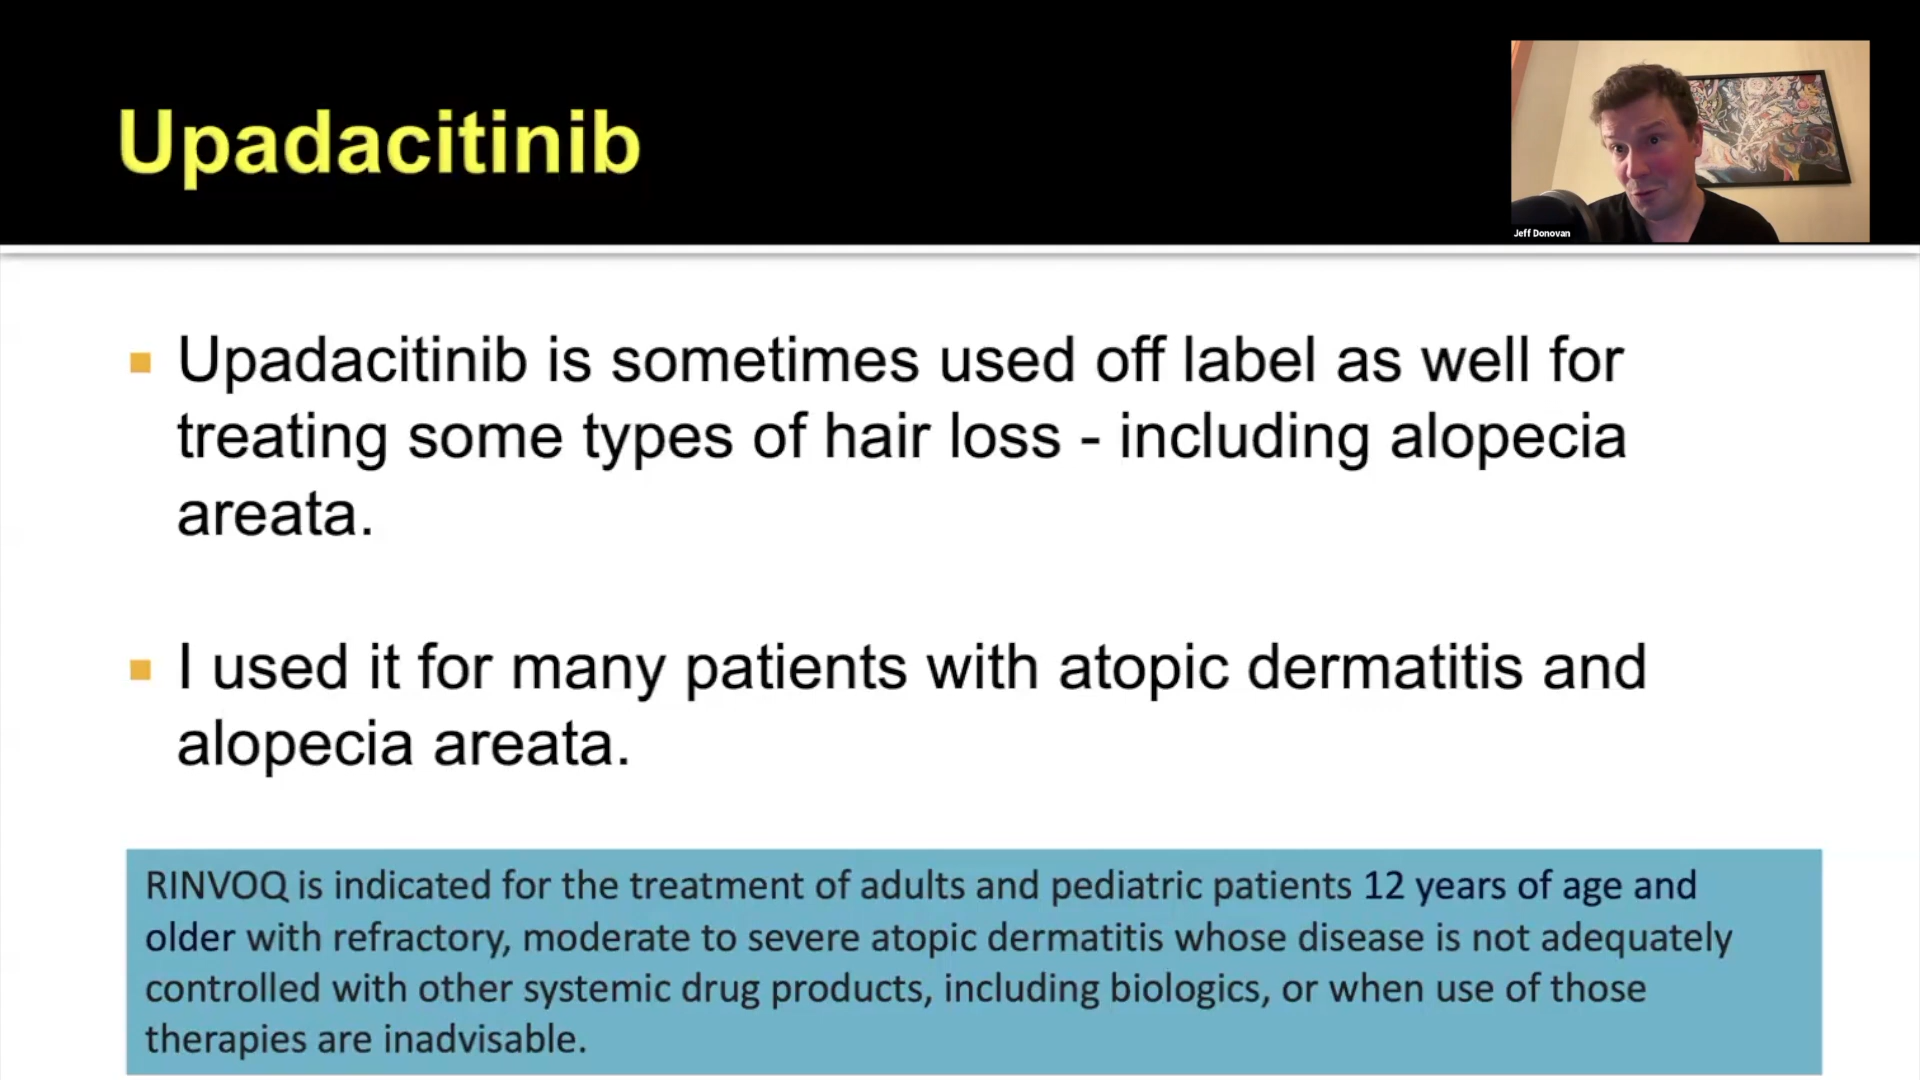 Upadacitinib
Jeff Donovan
Upadacitinib is sometimes used off label as well for
treating some types of hair loss - including alopecia
areata.
I used it for many patients with atopic dermatitis and
alopecia areata.
RINVOQ is indicated for the treatment of adults and pediatric patients 12 years of age and
older with refractory, moderate to severe atopic dermatitis whose disease is not adequately
controlled with other systemic drug products, including biologics, or when use of those
therapies are inadvisable.